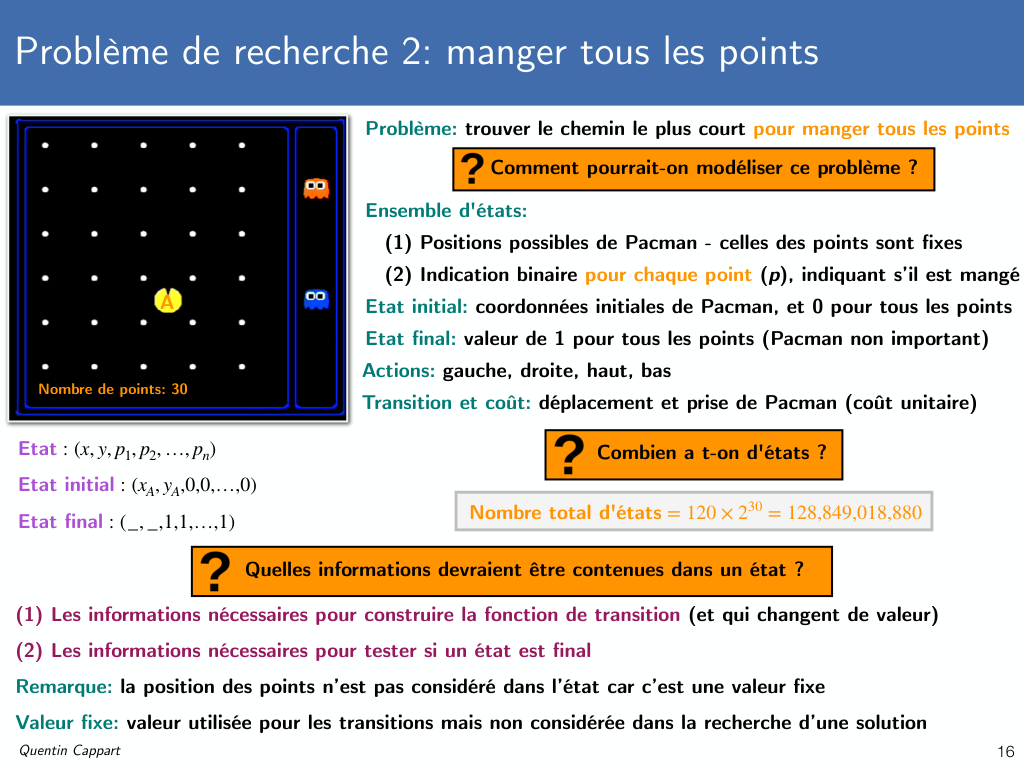 Problème de recherche 2: manger tous les points
Problème: trouver le chemin le plus court pour manger tous les points
? Comment pourrait-on modéliser ce problème ?
Ensemble d'états:
(1) Positions possibles de Pacman - celles des points sont fixes
(2) Indication binaire pour chaque point (p), indiquant s'il est mangé
Etat initial: coordonnées initiales de Pacman, et 0 pour tous les points
Etat final: valeur de 1 pour tous les points (Pacman non important)
Actions: gauche, droite, haut, bas
Transition et coût: déplacement et prise de Pacman (coût unitaire)
A
Nombre de points: 30
Etat : (x, y, p₁, p₂, …, pₙ)
Etat initial : (x_A, y_A,0,0,…,0)
Etat final : (_, _,1,1,…,1)
? Combien a t-on d'états ?
Nombre total d'états = 120 × 2³⁰ = 128,849,018,880
? Quelles informations devraient être contenues dans un état ?
(1) Les informations nécessaires pour construire la fonction de transition (et qui changent de valeur)
(2) Les informations nécessaires pour tester si un état est final
Remarque: la position des points n'est pas considéré dans l'état car c'est une valeur fixe
Valeur fixe: valeur utilisée pour les transitions mais non considérée dans la recherche d'une solution
Quentin Cappart
16